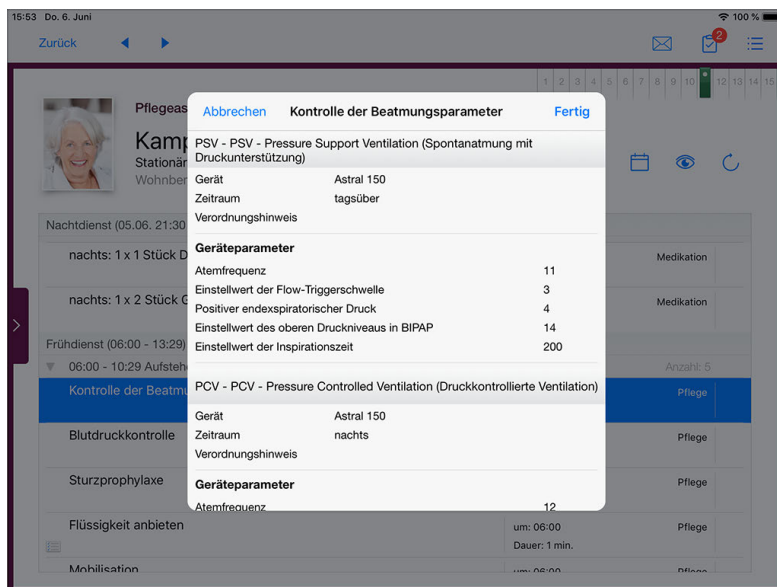 15:53 Do. 6. Juni 100 %
Zurück
2
1 2 3 4 5 6 7 8 9 10 12 13 14 15
Abbrechen Kontrolle der Beatmungsparameter Fertig
PSV - PSV - Pressure Support Ventilation (Spontanatmung mit
Druckunterstützung)
Gerät Astral 150
Zeitraum tagsüber
Verordnungshinweis
Geräteparameter
Atemfrequenz 11
Einstellwert der Flow-Triggerschwelle 3
Positiver endexspiratorischer Druck 4
Einstellwert des oberen Druckniveaus in BIPAP 14
Einstellwert der Inspirationszeit 200
PCV - PCV - Pressure Controlled Ventilation (Druckkontrollierte Ventilation)
Gerät Astral 150
Zeitraum nachts
Verordnungshinweis
Geräteparameter
Atemfrequenz 12
Pflegeas
Kamp
Stationär
Wohnber
Nachtdienst (05.06. 21:30
nachts: 1 x 1 Stück D Medikation
nachts: 1 x 2 Stück G Medikation
Frühdienst (06:00 - 13:29)
06:00 - 10:29 Aufsteh Anzahl: 5
Kontrolle der Beatmu Pflege
Blutdruckkontrolle Pflege
Sturzprophylaxe Pflege
Flüssigkeit anbieten um: 06:00 Pflege
Dauer: 1 min.
Mobilisation um: 06:00 Pflege